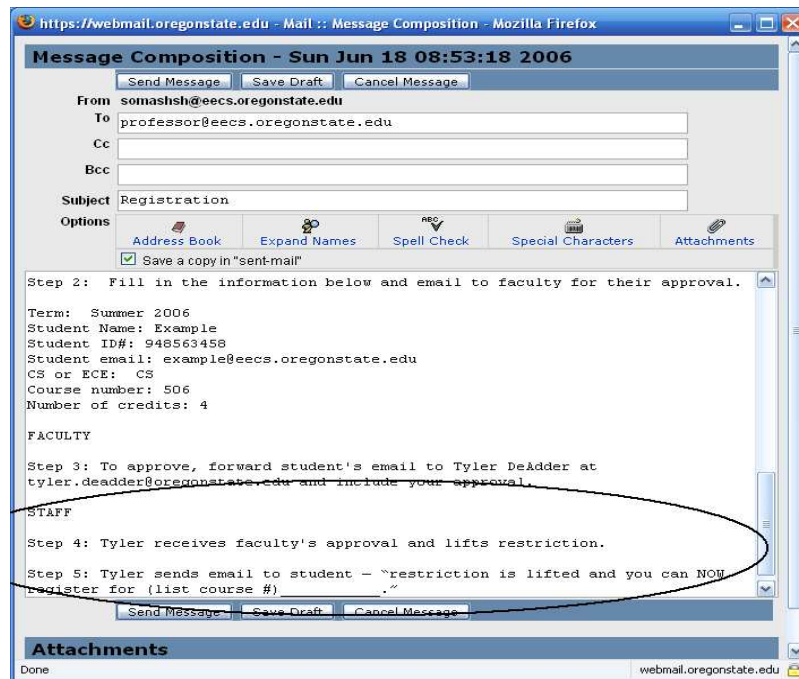 https://webmail.oregonstate.edu - Mail :: Message Composition - Mozilla Firefox
Message Composition - Sun Jun 18 08:53:18 2006
Send Message Save Draft Cancel Message
From somashsh@eecs.oregonstate.edu
To professor@eecs.oregonstate.edu
Cc
Bcc
Subject Registration
Options
ABC
Address Book Expand Names Spell Check Special Characters Attachments
Save a copy in "sent-mail"
Step 2: Fill in the information below and email to faculty for their approval.
Term: Summer 2006
Student Name: Example
Student ID#: 948563458
Student email: example@eecs.oregonstate.edu
CS or ECE: CS
Course number: 506
Number of credits: 4
FACULTY
Step 3: To approve, forward student's email to Tyler DeAdder at
tyler.deadder@oregonstate.edu and include your approval.
STAFF
Step 4: Tyler receives faculty's approval and lifts restriction.
Step 5: Tyler sends email to student – "restriction is lifted and you can NOW
register for (list course #)___________."
Send Message Save Draft Cancel Message
Attachments
Done webmail.oregonstate.edu